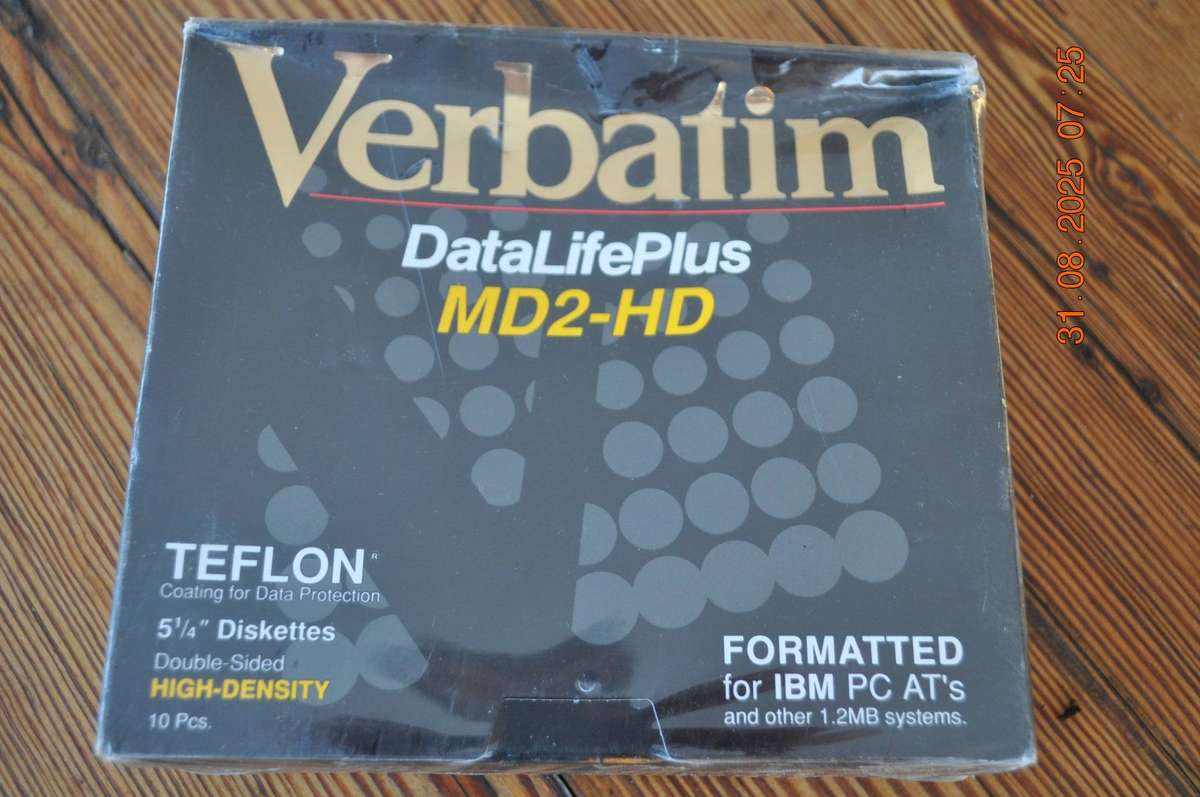 Verbatim
DataLifePlus
MD2-HD
TEFLON R
Coating for Data Protection
5¼" Diskettes
Double-Sided
HIGH-DENSITY
10 Pcs.
FORMATTED
for IBM PC AT's
and other 1.2MB systems.
31.08.2025 07:25